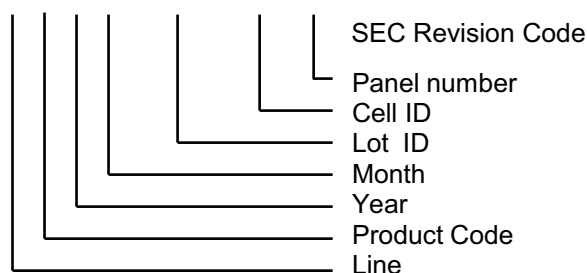 SEC Revision Code
Panel number
Cell ID
Lot ID
Month
Year
Product Code
Line